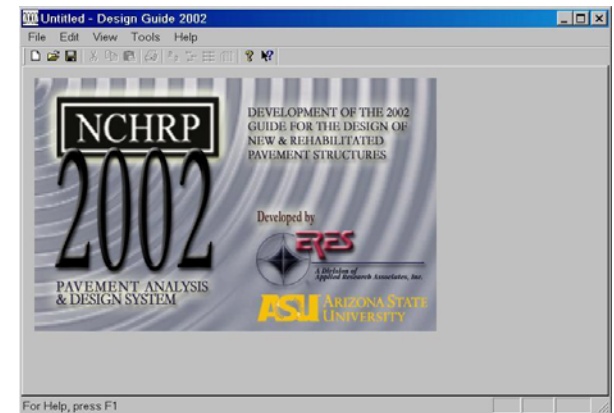 Untitled - Design Guide 2002
File Edit View Tools Help
NCHRP
2002
PAVEMENT ANALYSIS
& DESIGN SYSTEM
DEVELOPMENT OF THE 2002
GUIDE FOR THE DESIGN OF
NEW & REHABILITATED
PAVEMENT STRUCTURES
Developed by
ERES
A Division of
Applied Research Associates, Inc.
ASU ARIZONA STATE
UNIVERSITY
For Help, press F1